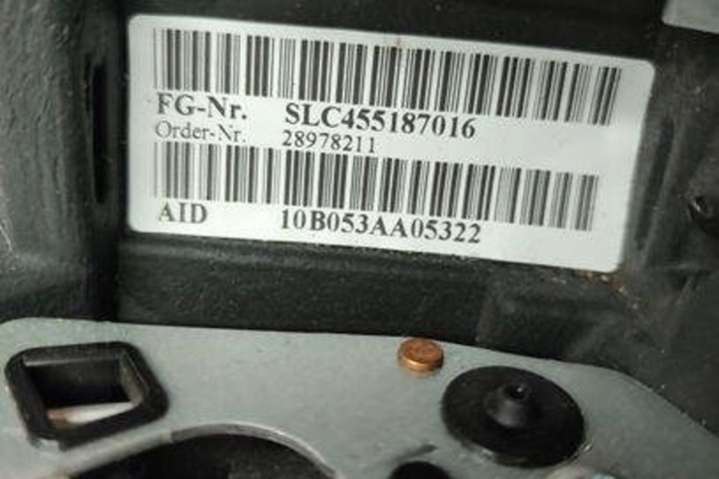 FG-Nr. SLC455187016
Order-Nr. 28978211
AID 10B053AA05322